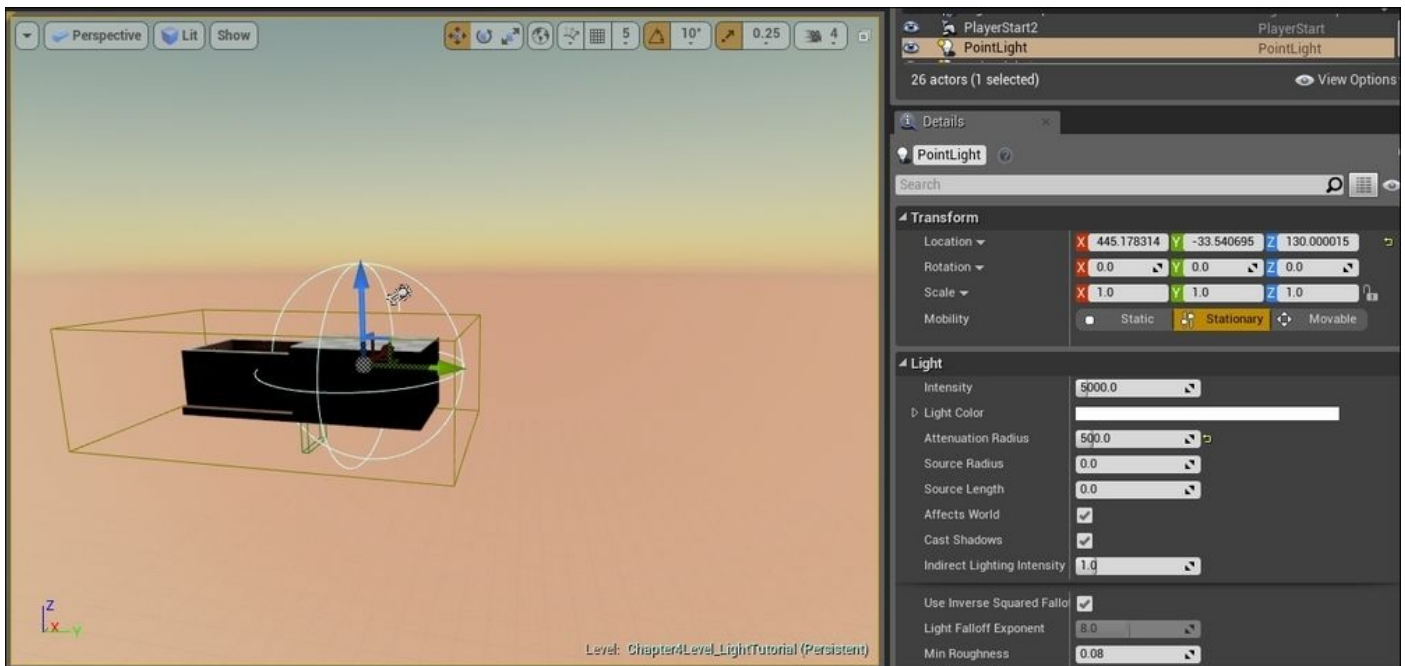 Perspective Lit Show 5 10° 0.25 4
PlayerStart2 PlayerStart
PointLight PointLight
26 actors (1 selected) View Options
Details
PointLight
Search
Transform
Location X 445.178314 Y -33.540695 Z 130.000015
Rotation X 0.0 Y 0.0 Z 0.0
Scale X 1.0 Y 1.0 Z 1.0
Mobility Static Stationary Movable
Light
Intensity 5000.0
Light Color
Attenuation Radius 500.0
Source Radius 0.0
Source Length 0.0
Affects World
Cast Shadows
Indirect Lighting Intensity 1.0
Use Inverse Squared Fallo
Light Falloff Exponent 8.0
Min Roughness 0.08
Z
X Y
Level: Chapter4Level_LightTutorial (Persistent)